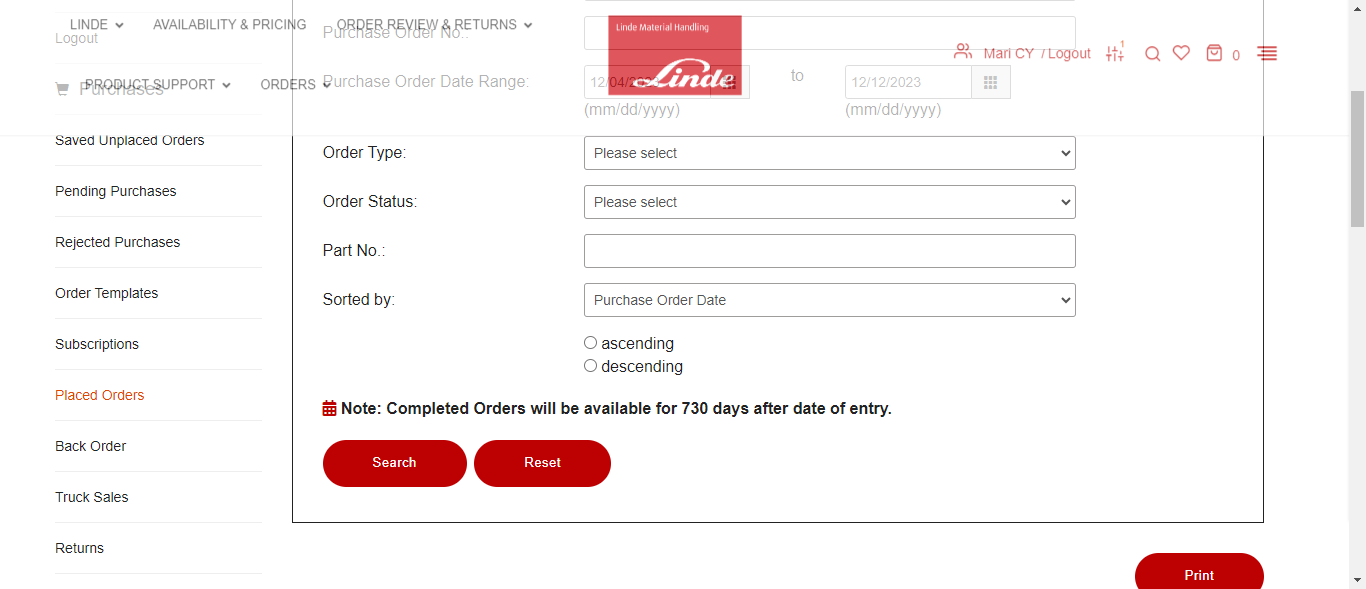 LINDE AVAILABILITY & PRICING ORDER REVIEW & RETURNS
Linde Material Handling
Linde
Mari CY / Logout 1 0
PRODUCT SUPPORT ORDERS
Logout
Purchases
Saved Unplaced Orders
Pending Purchases
Rejected Purchases
Order Templates
Subscriptions
Placed Orders
Back Order
Truck Sales
Returns
Purchase Order No.:
Purchase Order Date Range: 12/04/2023 to 12/12/2023
(mm/dd/yyyy) (mm/dd/yyyy)
Order Type: Please select
Order Status: Please select
Part No.:
Sorted by: Purchase Order Date
ascending
descending
Note: Completed Orders will be available for 730 days after date of entry.
Search Reset
Print